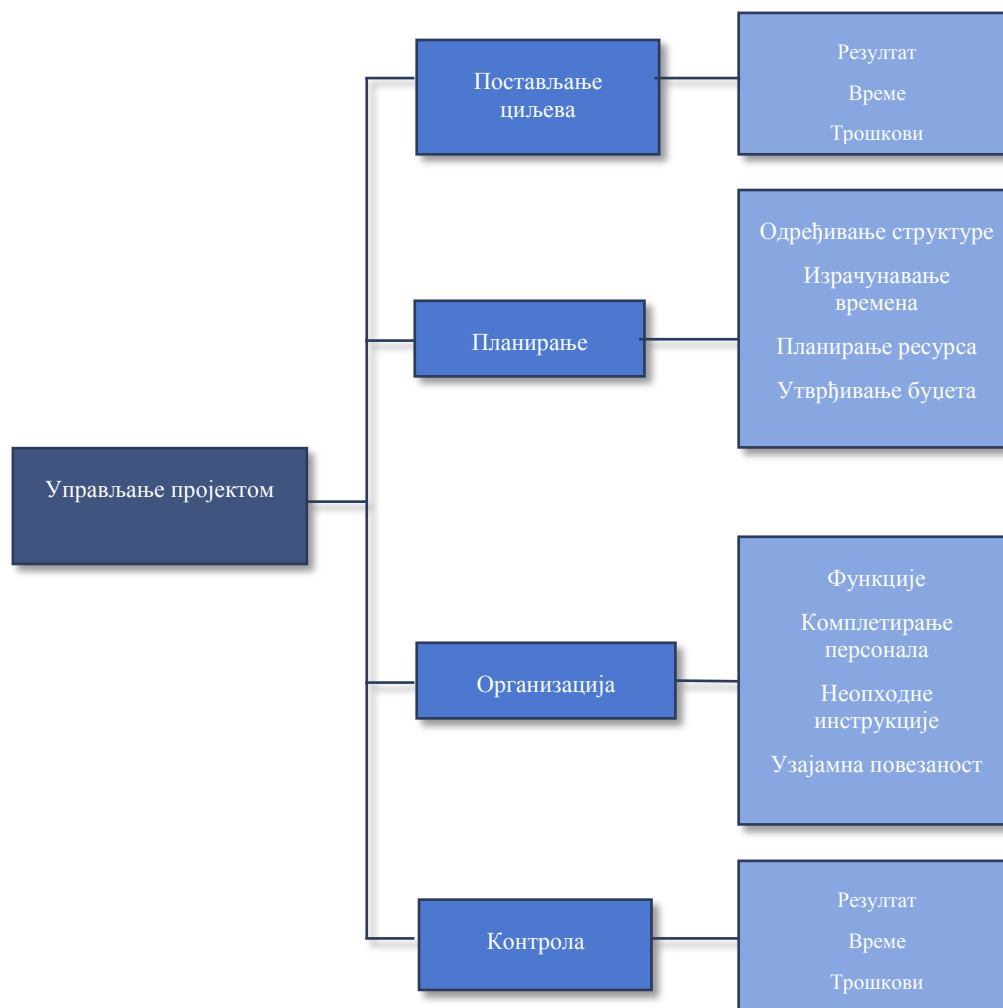 Управљање пројектом
Постављање
циљева
Резултат
Време
Трошкови
Планирање
Одређивање структуре
Израчунавање
времена
Планирање ресурса
Утврђивање буџета
Организација
Функције
Комплетирање
персонала
Неопходне
инструкције
Узајамна повезаност
Контрола
Резултат
Време
Трошкови